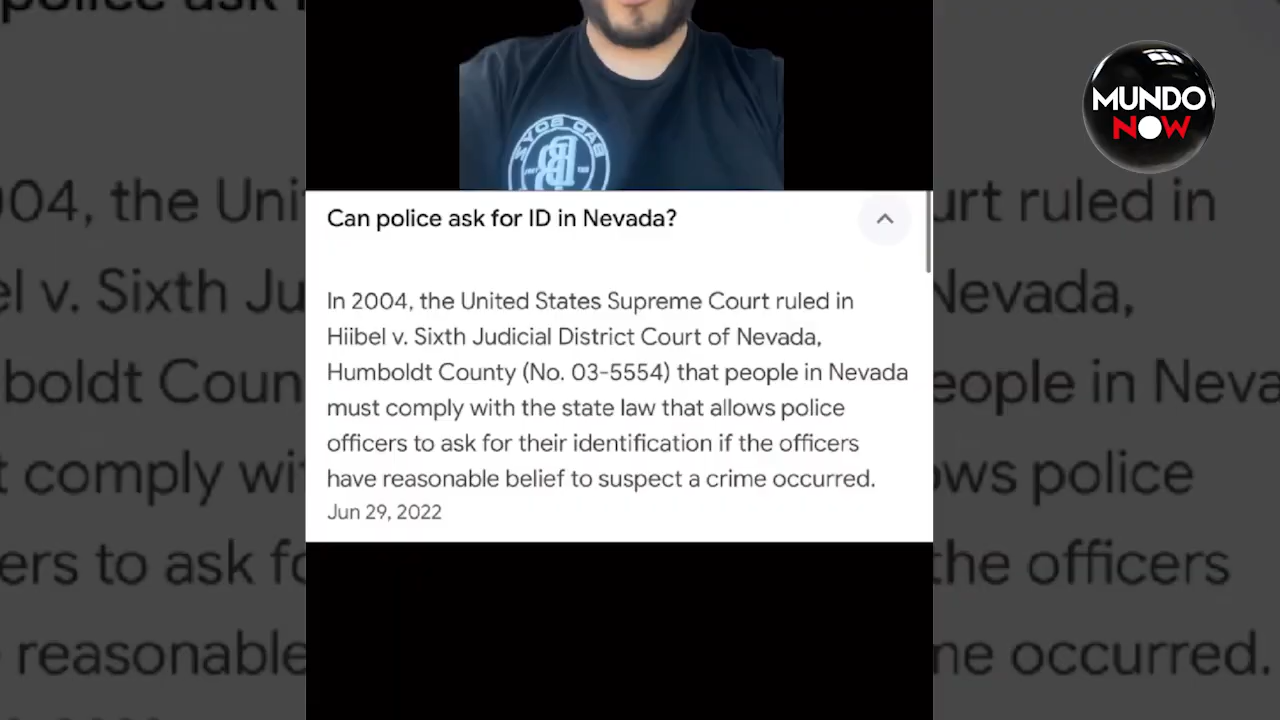 MUNDO
NOW
BAD BOYZ
Can police ask for ID in Nevada?
In 2004, the United States Supreme Court ruled in
Hiibel v. Sixth Judicial District Court of Nevada,
Humboldt County (No. 03-5554) that people in Nevada
must comply with the state law that allows police
officers to ask for their identification if the officers
have reasonable belief to suspect a crime occurred.
Jun 29, 2022